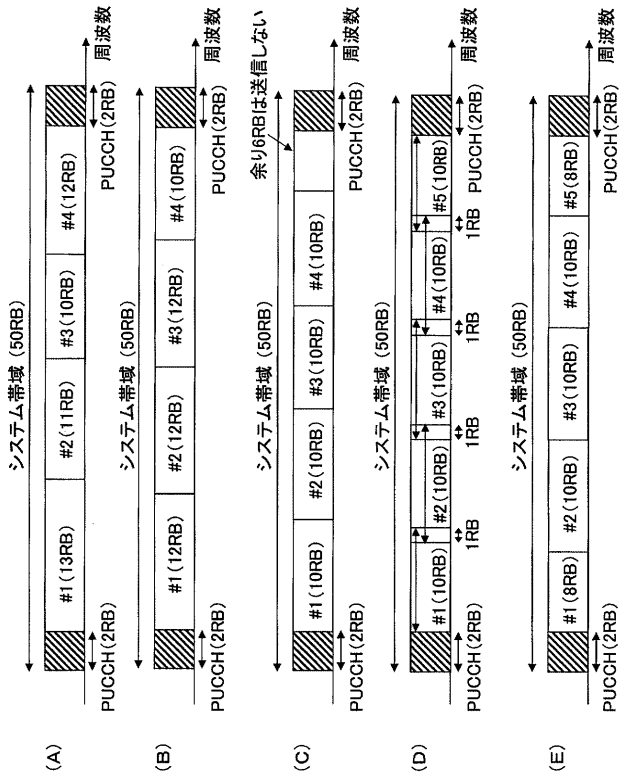 (A)
システム帯域 (50RB)
#1(13RB)
#2(11RB)
#3(10RB)
#4(12RB)
PUCCH(2RB)
PUCCH(2RB)
周波数
(B)
システム帯域 (50RB)
#1(12RB)
#2(12RB)
#3(12RB)
#4(10RB)
PUCCH(2RB)
PUCCH(2RB)
周波数
(C)
システム帯域 (50RB)
余り6RBは送信しない
#1(10RB)
#2(10RB)
#3(10RB)
#4(10RB)
PUCCH(2RB)
PUCCH(2RB)
周波数
(D)
システム帯域 (50RB)
#1(10RB)
#2(10RB)
#3(10RB)
#4(10RB)
#5(10RB)
PUCCH(2RB)
1RB
1RB
1RB
1RB
PUCCH(2RB)
周波数
(E)
システム帯域 (50RB)
#1(8RB)
#2(10RB)
#3(10RB)
#4(10RB)
#5(8RB)
PUCCH(2RB)
PUCCH(2RB)
周波数